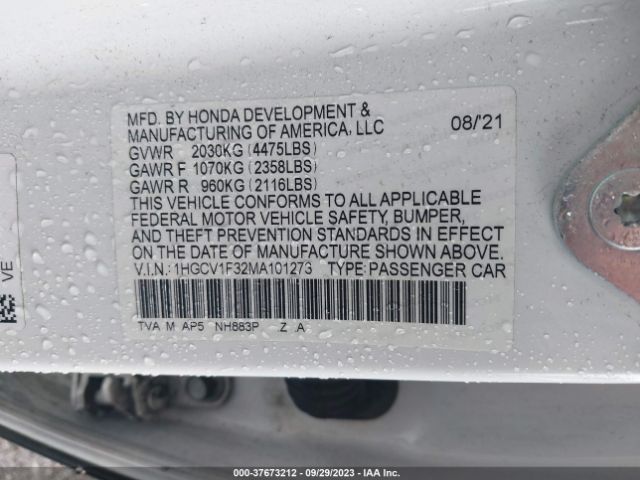 MFD. BY HONDA DEVELOPMENT &
MANUFACTURING OF AMERICA, LLC 08/'21
GVWR 2030KG (4475LBS)
GAWR F 1070KG (2358LBS)
GAWR R 960KG (2116LBS)
THIS VEHICLE CONFORMS TO ALL APPLICABLE
FEDERAL MOTOR VEHICLE SAFETY, BUMPER,
AND THEFT PREVENTION STANDARDS IN EFFECT
ON THE DATE OF MANUFACTURE SHOWN ABOVE.
V.I.N.: 1HGCV1F32MA101273 TYPE: PASSENGER CAR
TVA M AP5 NH883P Z A
VE
000-37673212 - 09/29/2023 - IAA Inc.